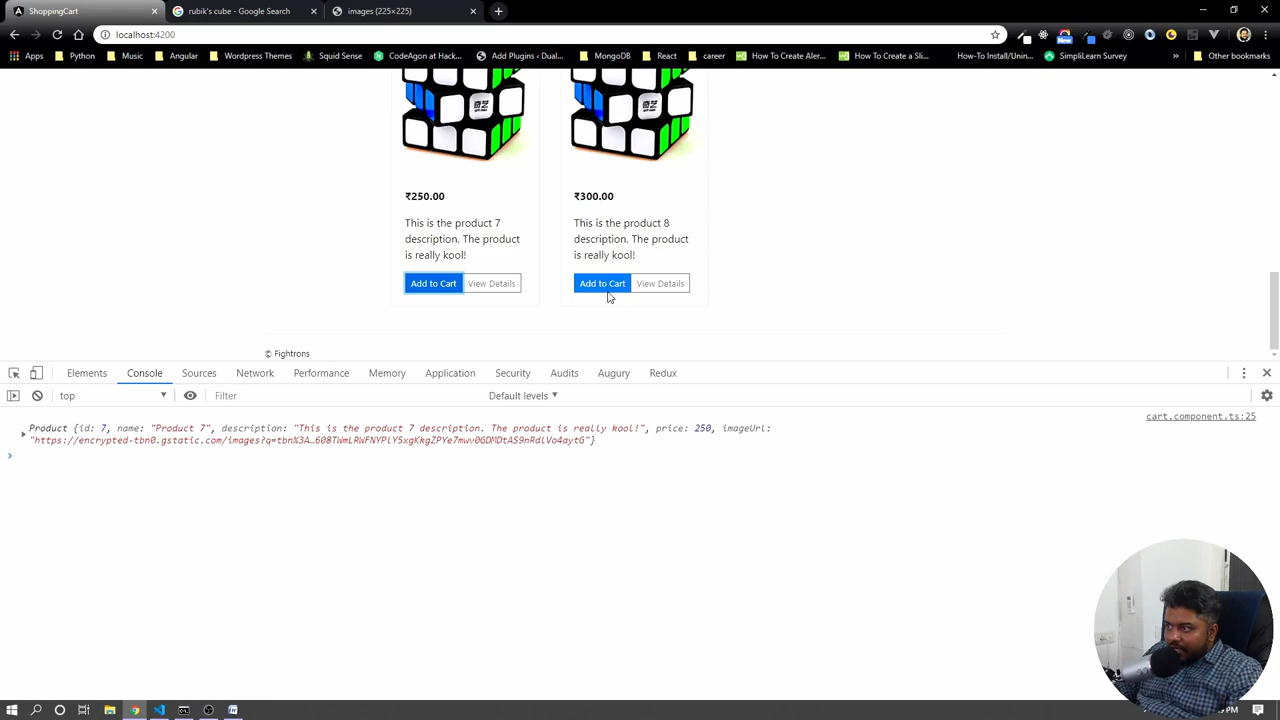 ShoppingCart
rubik's cube - Google Search
images (225×225)
localhost:4200
Apps
Python
Music
Angular
Wordpress Themes
Squid Sense
CodeAgon at Hack...
Add Plugins ‹ Dual...
MongoDB
React
career
How To Create Aler...
How To Create a Sli...
How-To Install/Unin...
SimpliLearn Survey
»
Other bookmarks
₹250.00
₹300.00
This is the product 7
description. The product
is really kool!
This is the product 8
description. The product
is really kool!
Add to Cart
View Details
Add to Cart
View Details
© Fightrons
Elements
Console
Sources
Network
Performance
Memory
Application
Security
Audits
Augury
Redux
top
Filter
Default levels
cart.component.ts:25
Product {id: 7, name: "Product 7", description: "This is the product 7 description. The product is really kool!", price: 250, imageUrl: